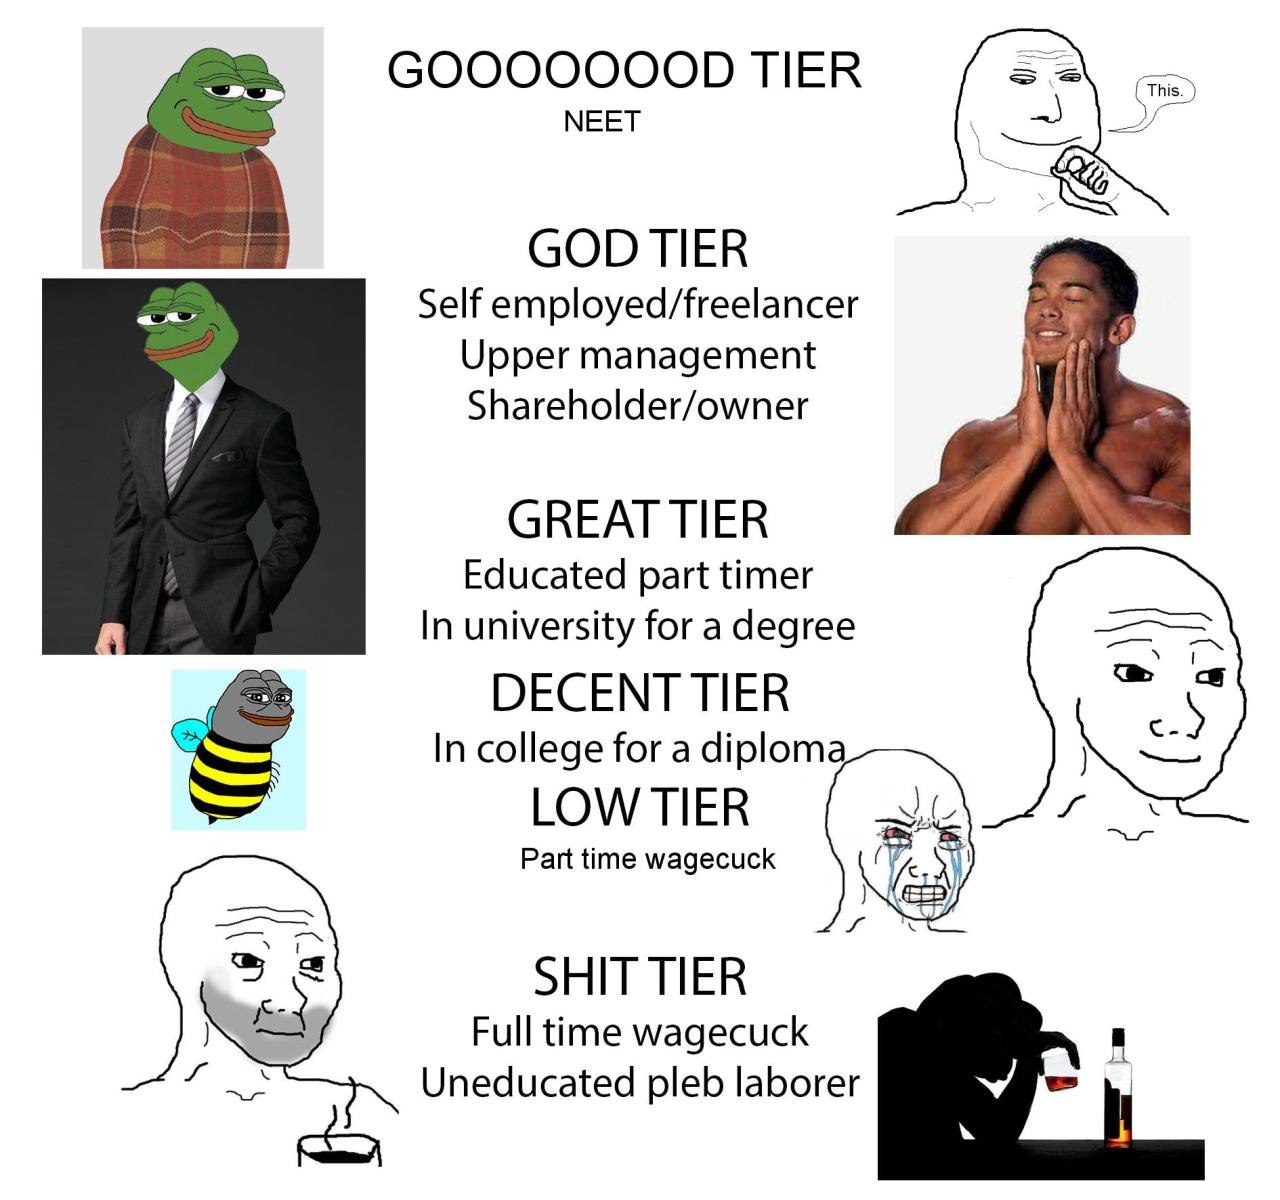 GOOOOOOOD TIER
NEET
This.
GOD TIER
Self employed/freelancer
Upper management
Shareholder/owner
GREAT TIER
Educated part timer
In university for a degree
DECENT TIER
In college for a diploma
LOW TIER
Part time wagecuck
SHIT TIER
Full time wagecuck
Uneducated pleb laborer